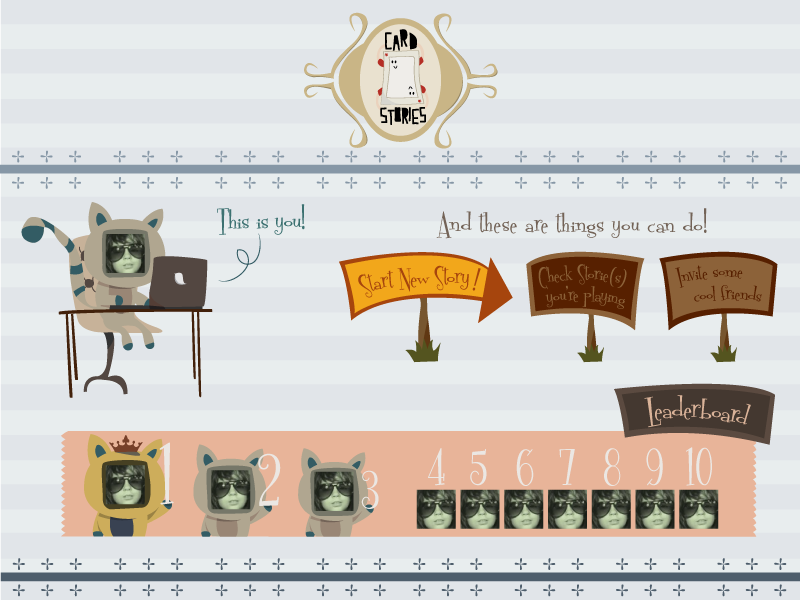 CARD
STORIES
This is you!
And these are things you can do!
Start New Story!
Check Storie(s)
you're playing
Invite some
cool friends
Leaderboard
1 2 3 4 5 6 7 8 9 10